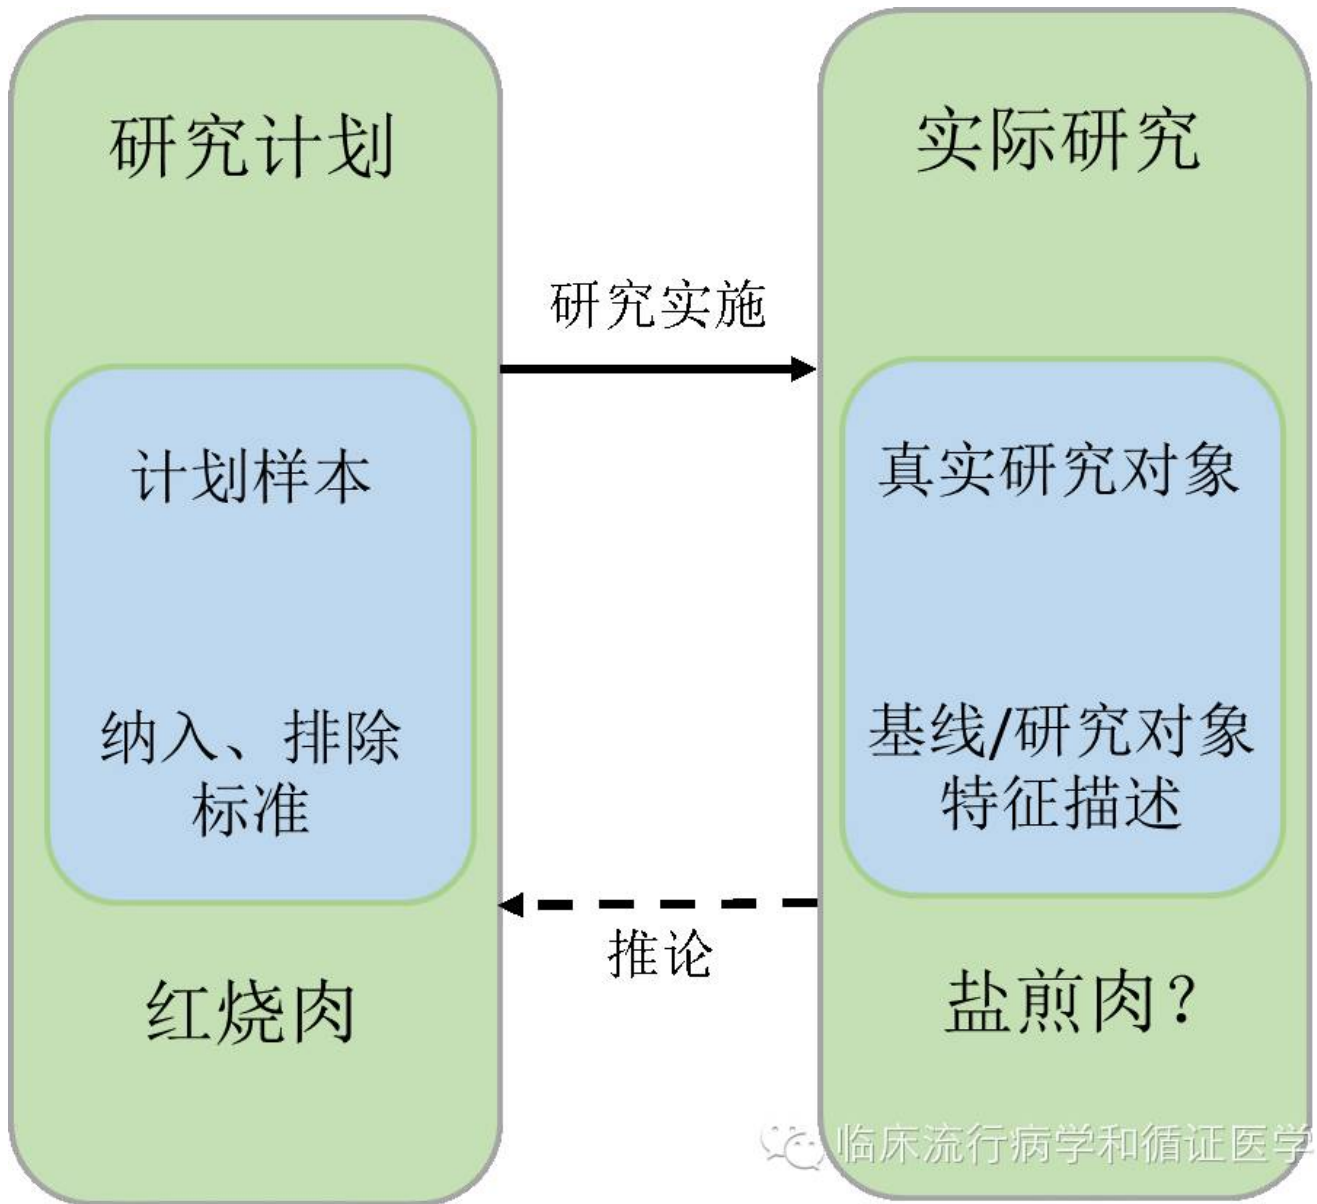 研究计划
计划样本
纳入、排除
标准
红烧肉
研究实施
推论
实际研究
真实研究对象
基线/研究对象
特征描述
盐煎肉？
临床流行病学和循证医学